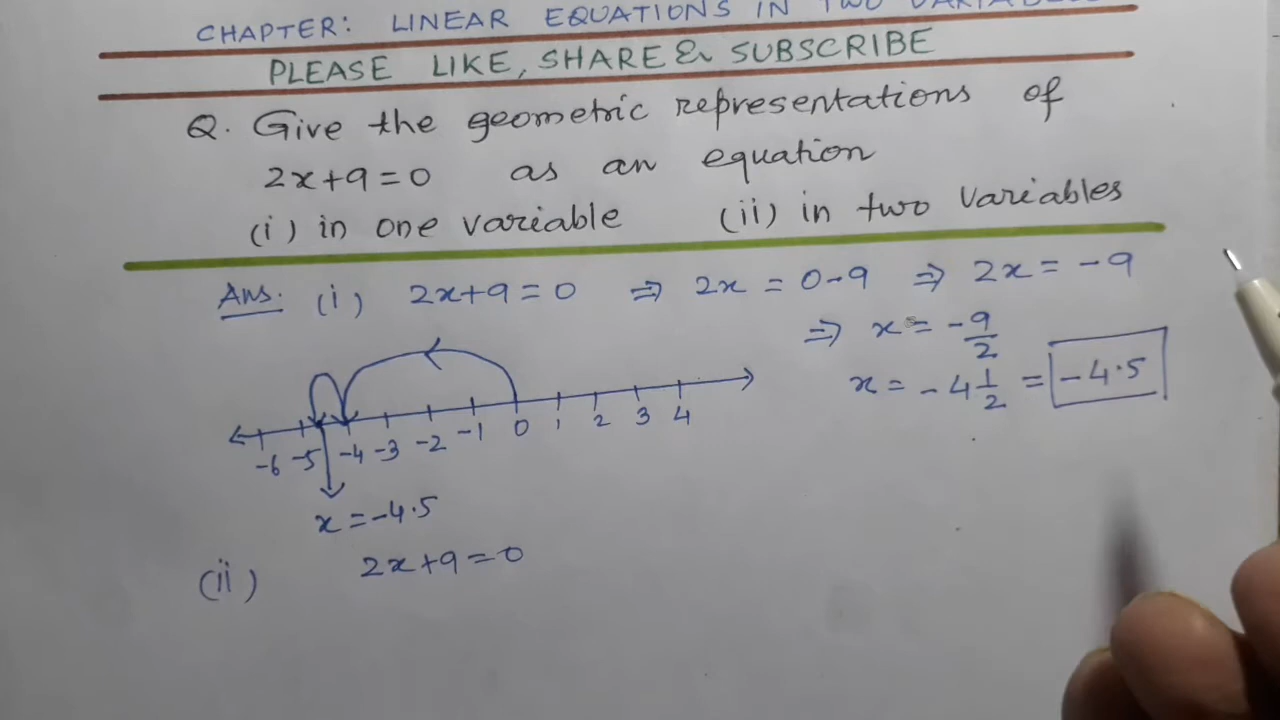 CHAPTER: LINEAR EQUATIONS IN TWO VARIABLES
PLEASE LIKE, SHARE & SUBSCRIBE
Q. Give the geometric representations of
2x+9=0 as an equation
(i) in one variable (ii) in two variables
Ans. (i) 2x+9=0 ⇒ 2x = 0-9 ⇒ 2x = -9
⇒ x = -9/2
x = -4 1/2 = -4.5
-6 -5 -4 -3 -2 -1 0 1 2 3 4
x = -4.5
(ii) 2x+9=0